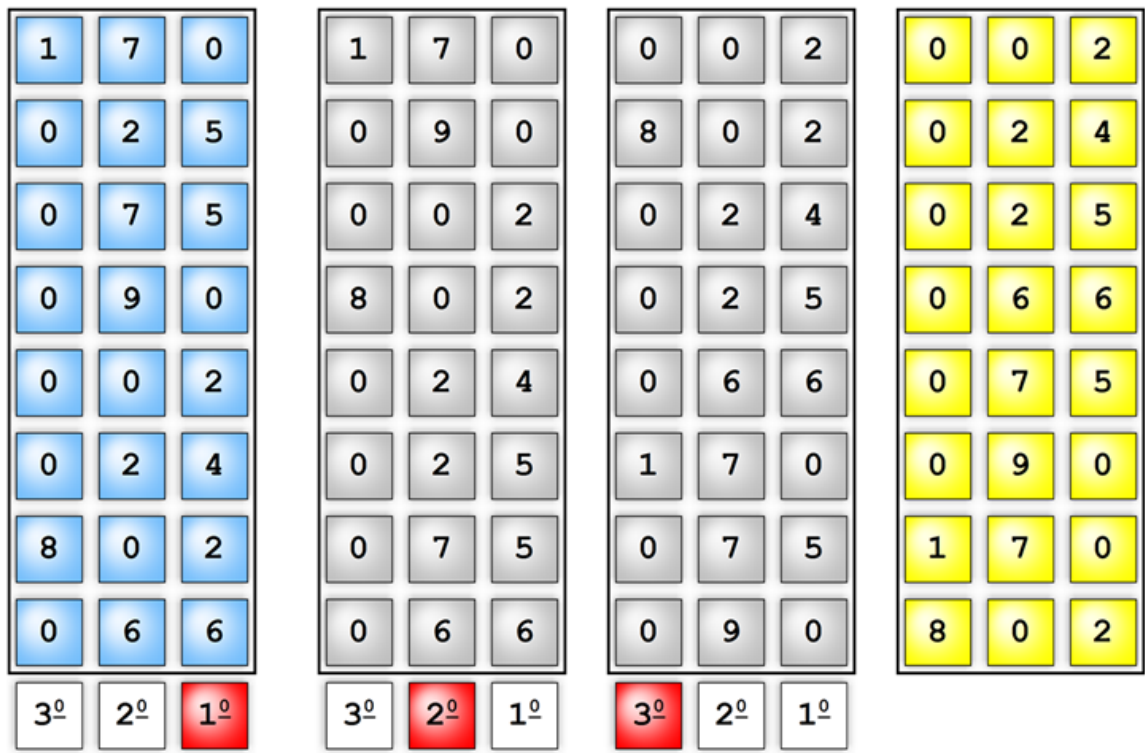 1 7 0 1 7 0 0 0 2 0 0 2
0 2 5 0 9 0 8 0 2 0 2 4
0 7 5 0 0 2 0 2 4 0 2 5
0 9 0 8 0 2 0 2 5 0 6 6
0 0 2 0 2 4 0 6 6 0 7 5
0 2 4 0 2 5 1 7 0 0 9 0
8 0 2 0 7 5 0 7 5 1 7 0
0 6 6 0 6 6 0 9 0 8 0 2
3º 2º 1º 3º 2º 1º 3º 2º 1º